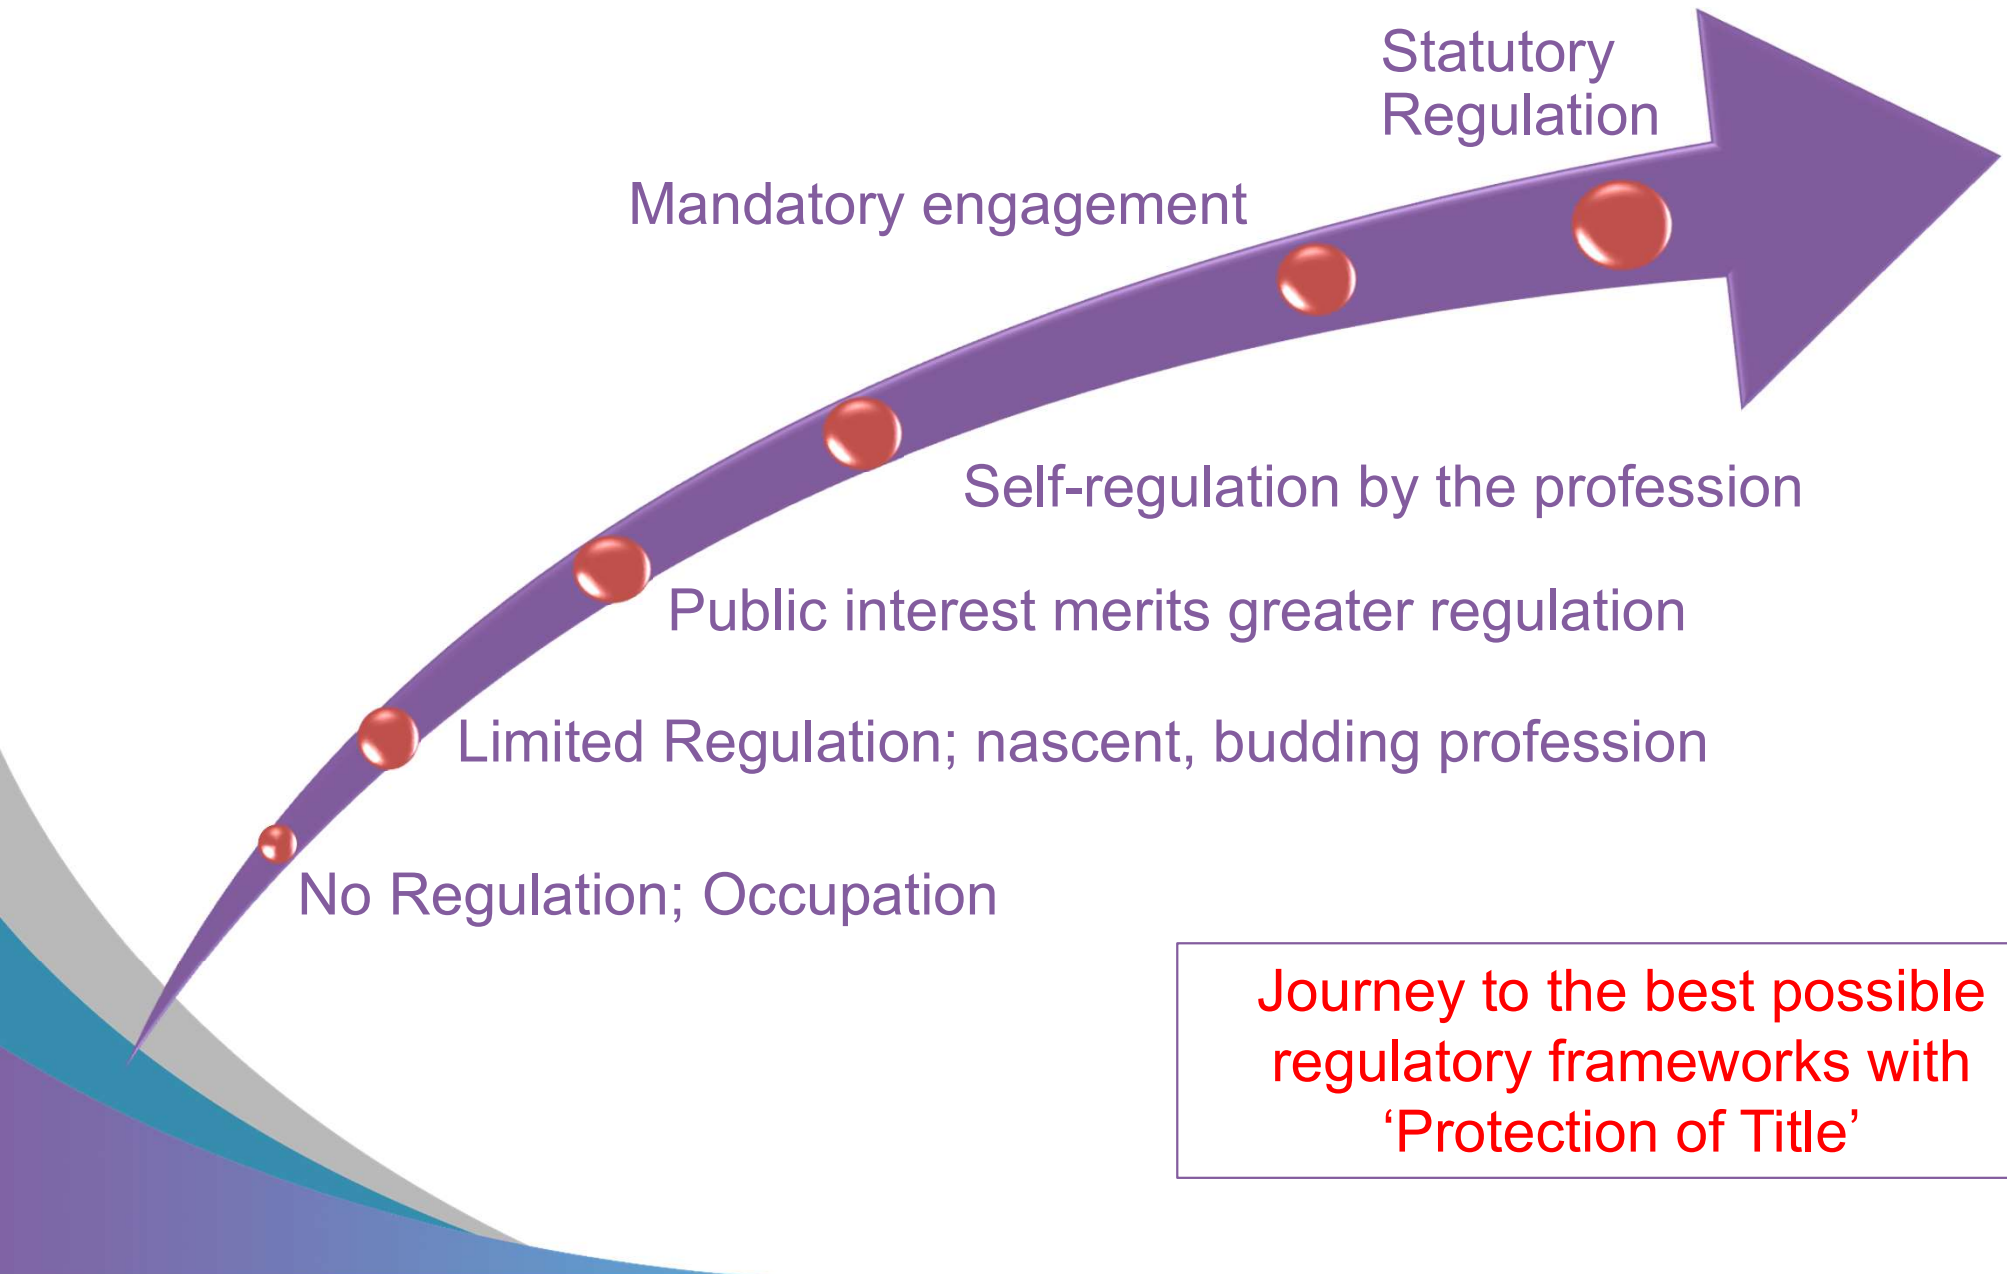 Statutory
Regulation
Mandatory engagement
Self-regulation by the profession
Public interest merits greater regulation
Limited Regulation; nascent, budding profession
No Regulation; Occupation
Journey to the best possible
regulatory frameworks with
‘Protection of Title’